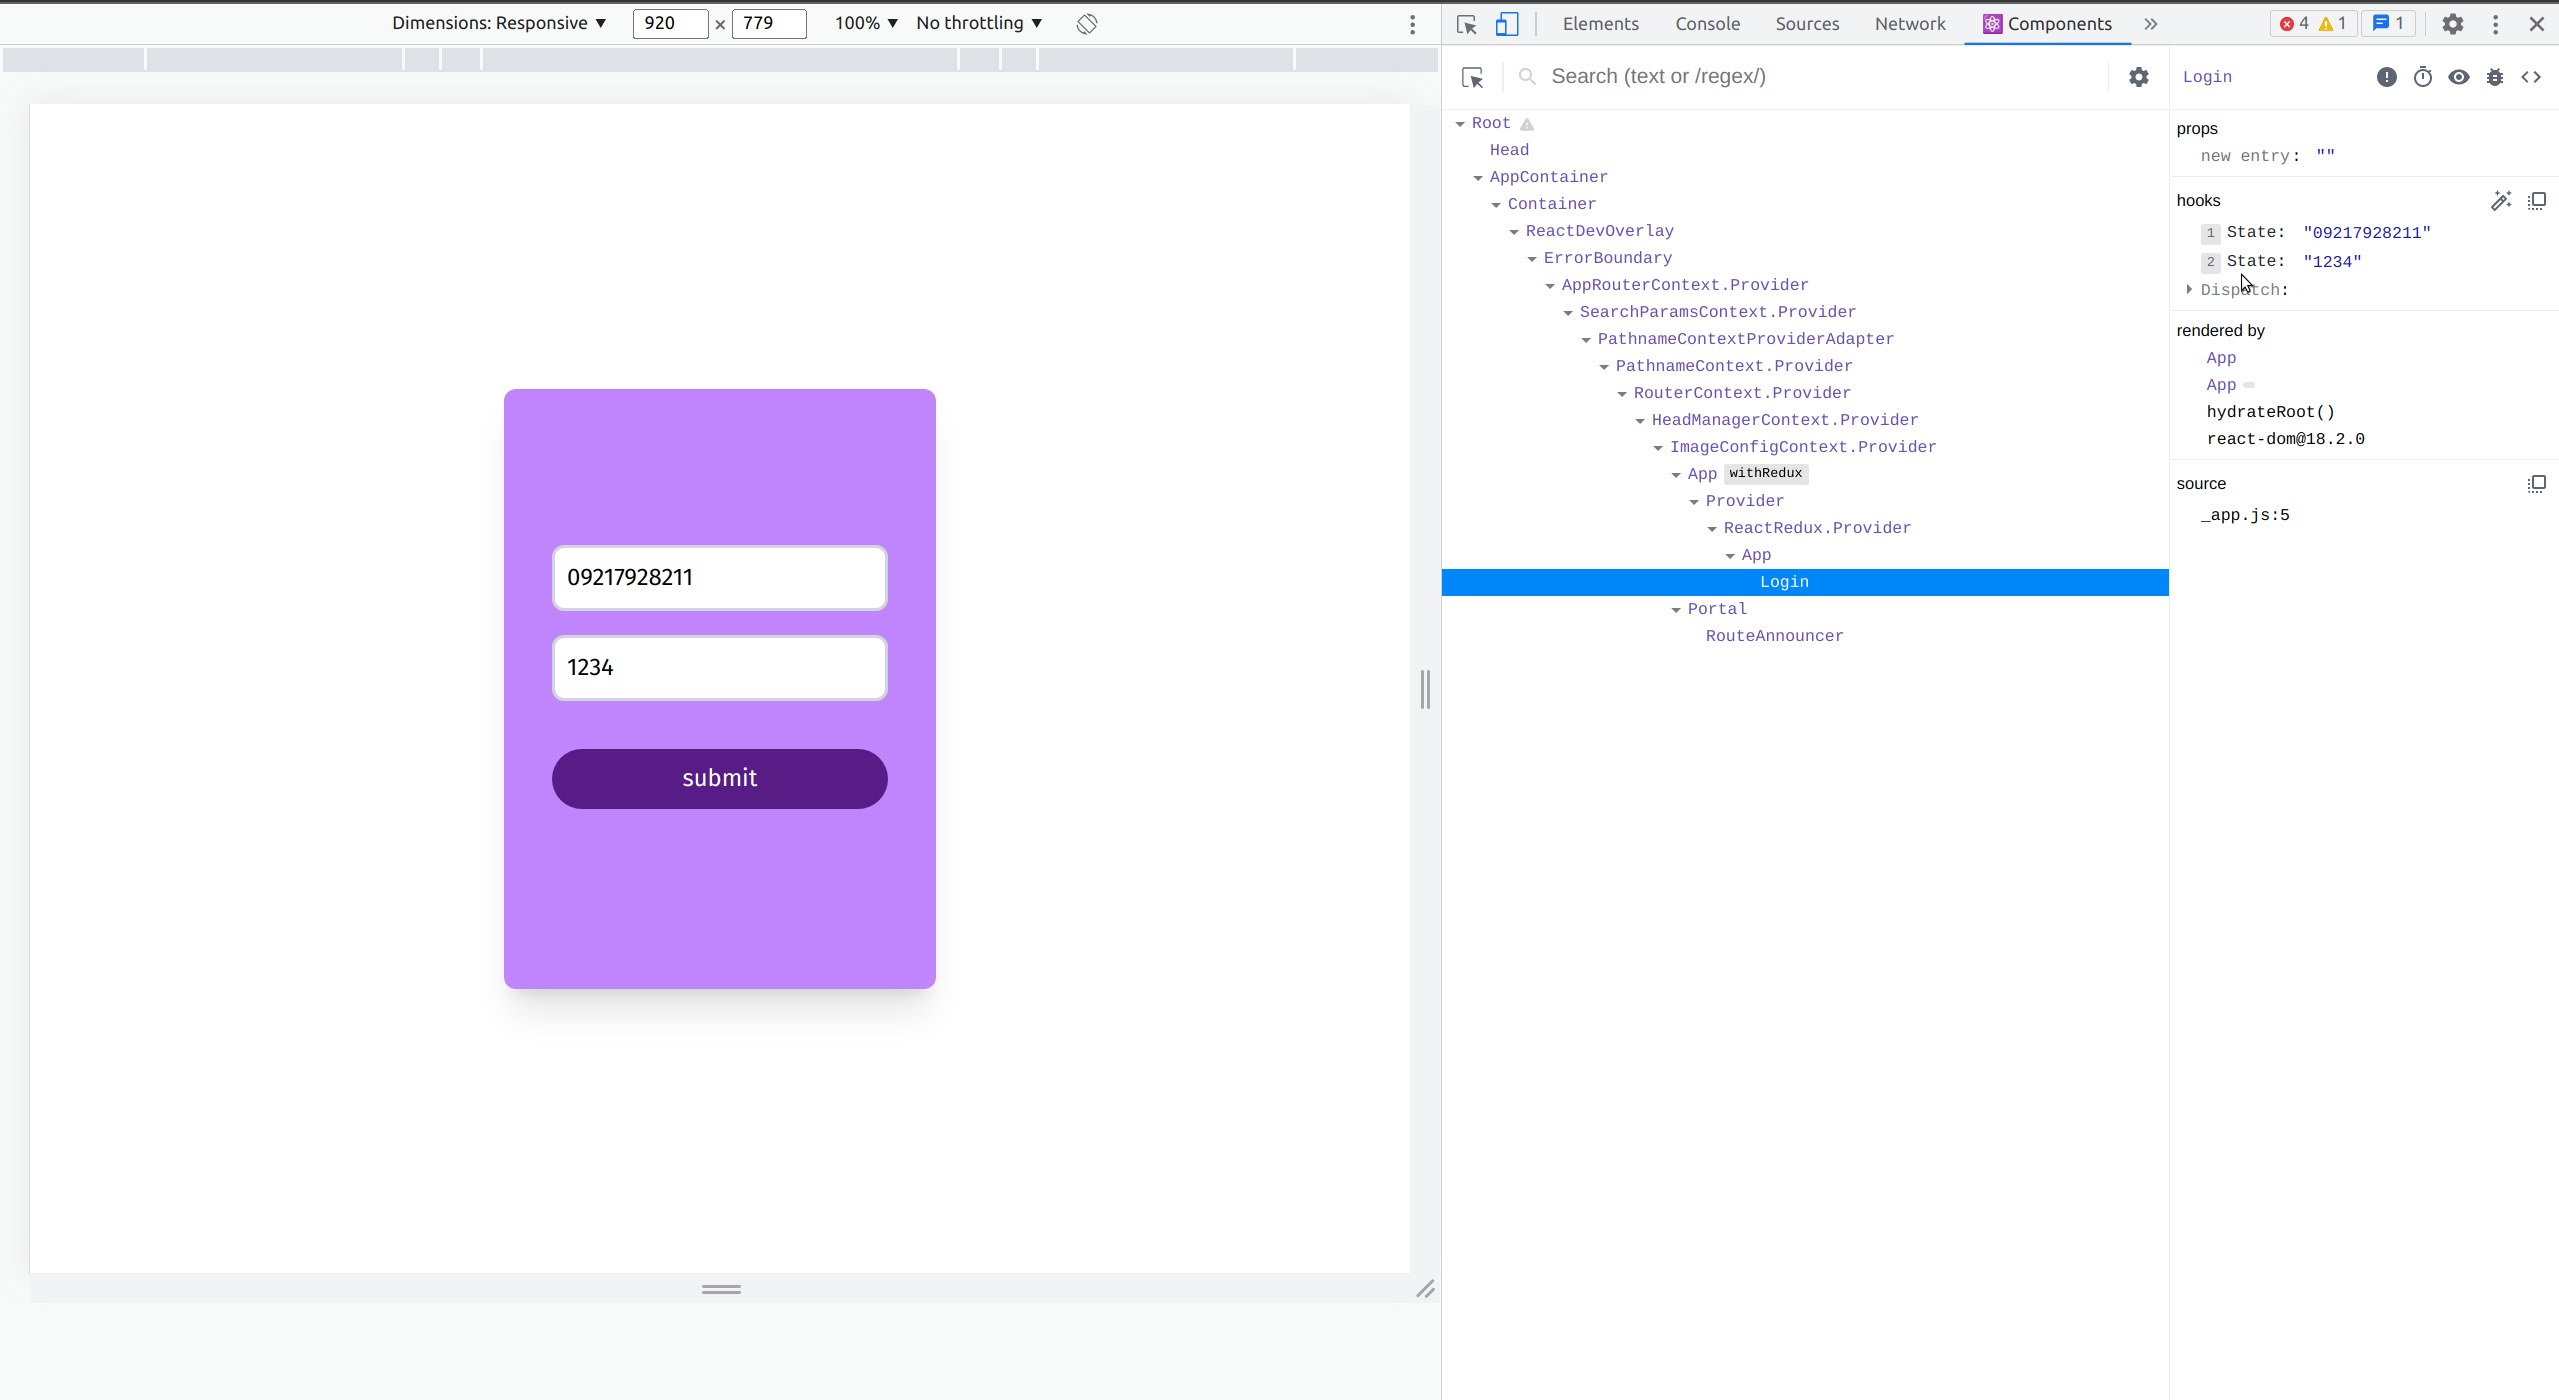 Dimensions: Responsive ▼ 920 × 779 100% ▼ No throttling ▼
09217928211
1234
submit
Elements Console Sources Network Components » 4 1 1
Search (text or /regex/)
Root
Head
AppContainer
Container
ReactDevOverlay
ErrorBoundary
AppRouterContext.Provider
SearchParamsContext.Provider
PathnameContextProviderAdapter
PathnameContext.Provider
RouterContext.Provider
HeadManagerContext.Provider
ImageConfigContext.Provider
App withRedux
Provider
ReactRedux.Provider
App
Login
Portal
RouteAnnouncer
Login
props
new entry: ""
hooks
1 State: "09217928211"
2 State: "1234"
Dispatch:
rendered by
App
App
hydrateRoot()
react-dom@18.2.0
source
_app.js:5